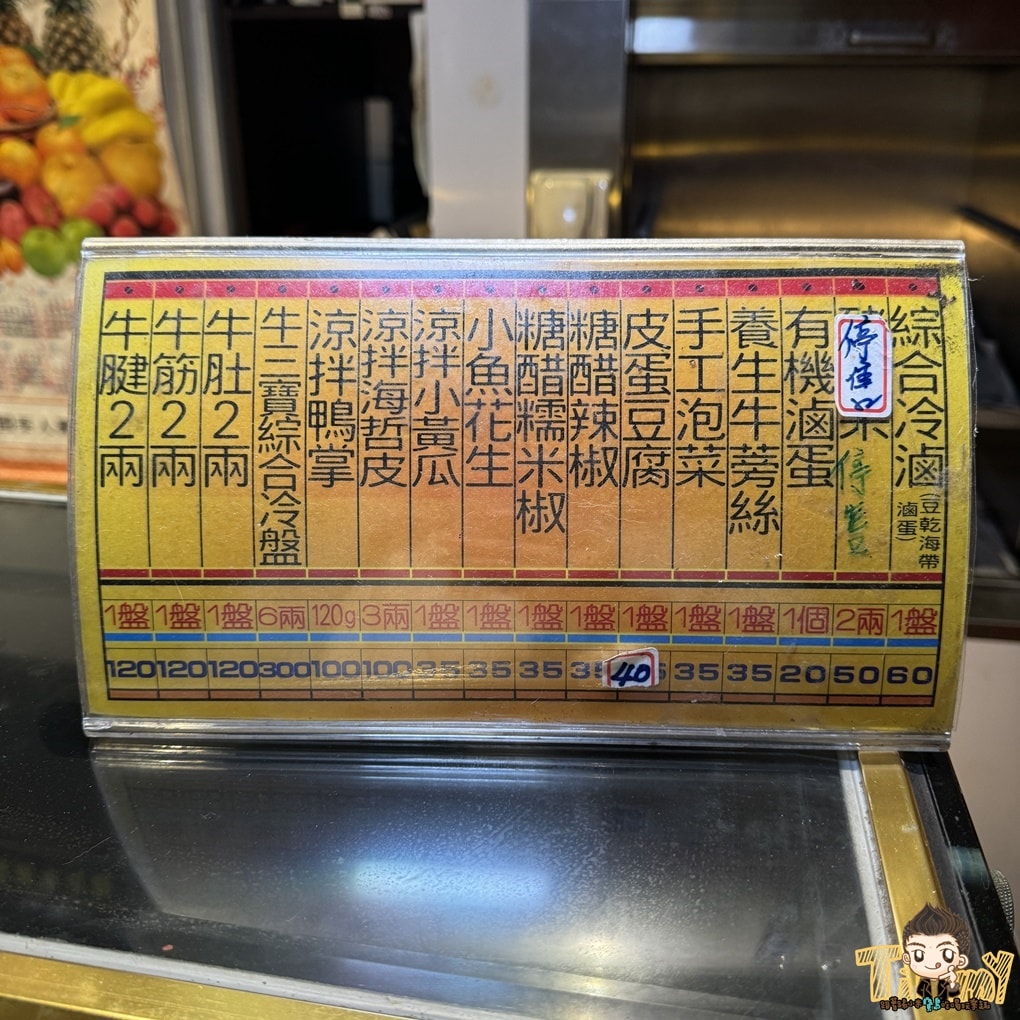 綜合冷滷(豆乾海帶滷蛋)
1盤
60
停售
菜
停售
2兩
50
有機滷蛋
1個
20
養生牛蒡絲
1盤
35
手工泡菜
1盤
35
皮蛋豆腐
1盤
40
糖醋辣椒
1盤
35
糖醋糯米椒
1盤
35
小魚花生
1盤
35
涼拌小黃瓜
1盤
35
涼拌海哲皮
3兩
100
涼拌鴨掌
120g
100
牛三寶綜合冷盤
6兩
300
牛肚2兩
1盤
120
牛筋2兩
1盤
120
牛腱2兩
1盤
120